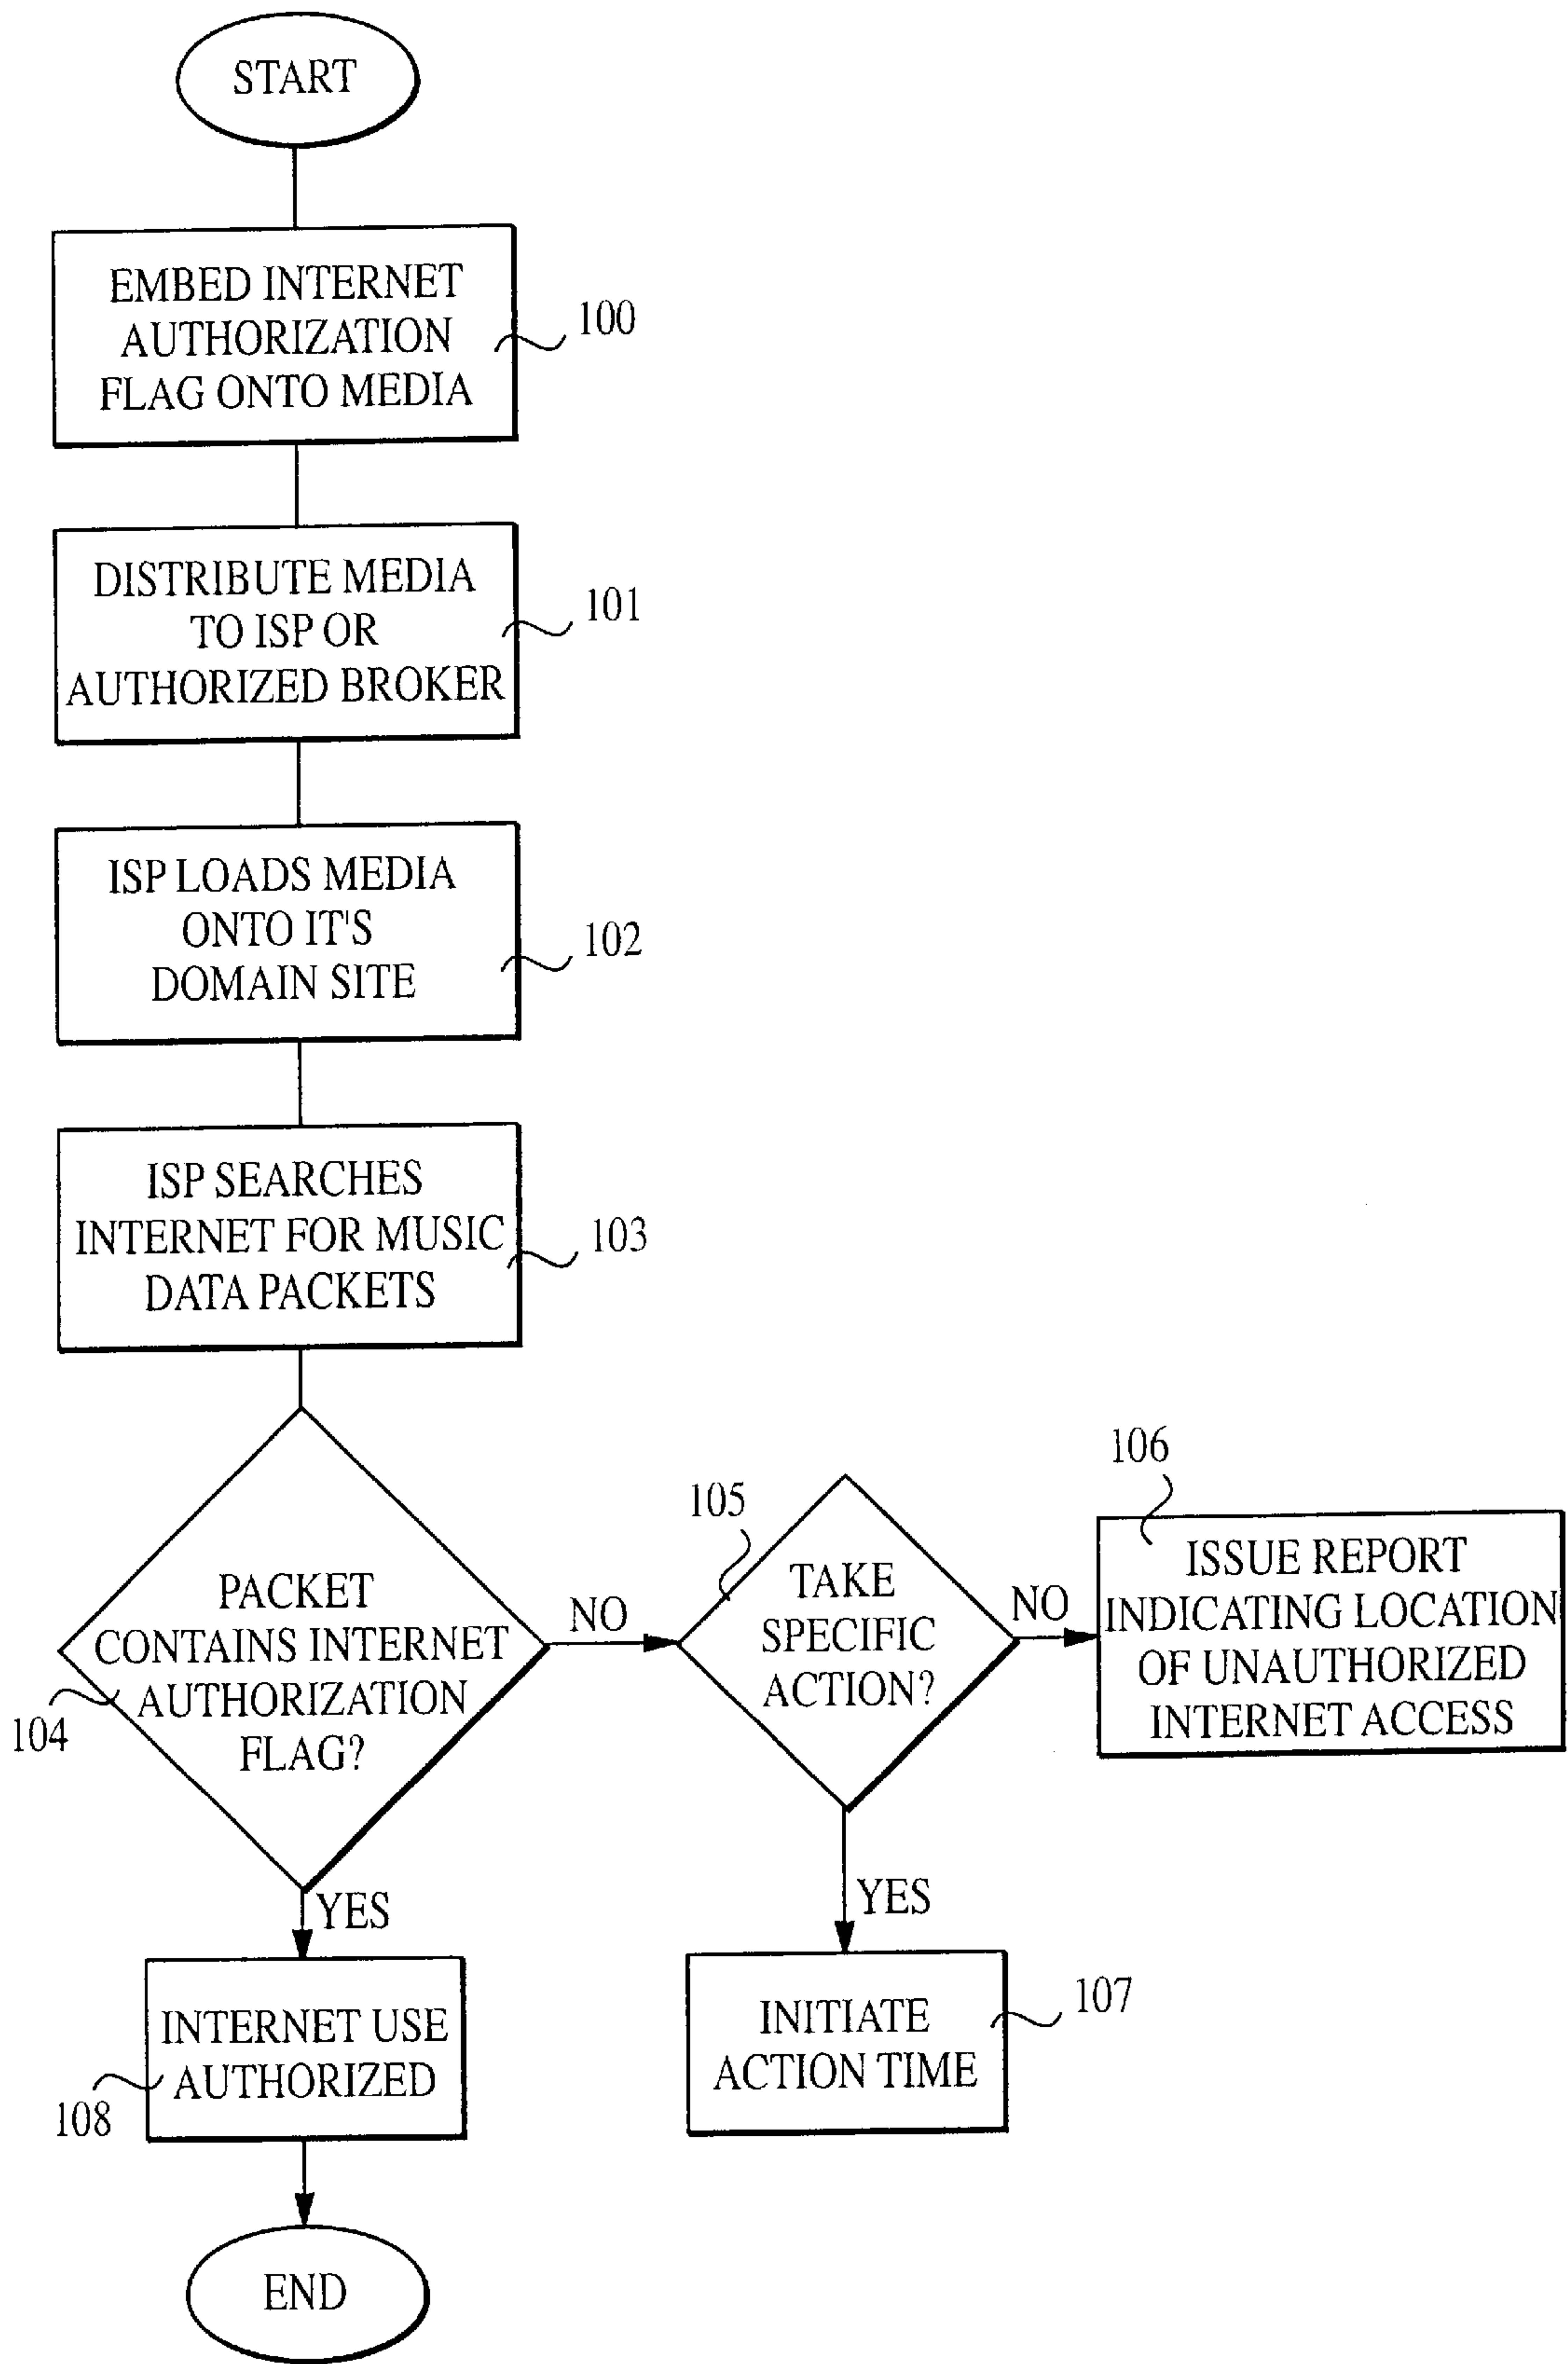 START
EMBED INTERNET
AUTHORIZATION
FLAG ONTO MEDIA
100
DISTRIBUTE MEDIA
TO ISP OR
AUTHORIZED BROKER
101
ISP LOADS MEDIA
ONTO IT'S
DOMAIN SITE
102
ISP SEARCHES
INTERNET FOR MUSIC
DATA PACKETS
103
PACKET
CONTAINS INTERNET
AUTHORIZATION
FLAG?
104
NO
105
TAKE
SPECIFIC
ACTION?
NO
106
ISSUE REPORT
INDICATING LOCATION
OF UNAUTHORIZED
INTERNET ACCESS
YES
INTERNET USE
AUTHORIZED
108
YES
INITIATE
ACTION TIME
107
END